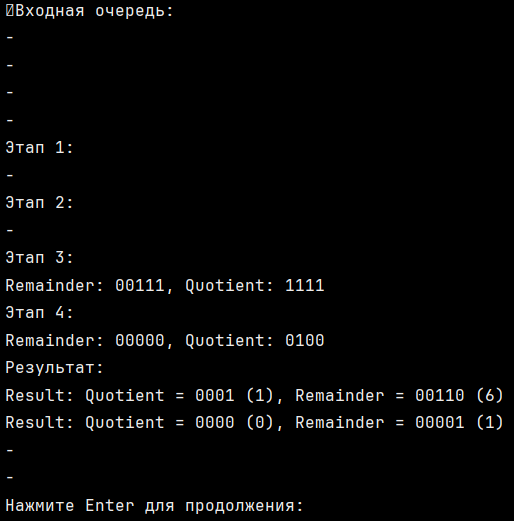 Входная очередь:
-
-
-
-
Этап 1:
-
Этап 2:
-
Этап 3:
Remainder: 00111, Quotient: 1111
Этап 4:
Remainder: 00000, Quotient: 0100
Результат:
Result: Quotient = 0001 (1), Remainder = 00110 (6)
Result: Quotient = 0000 (0), Remainder = 00001 (1)
-
-
Нажмите Enter для продолжения: